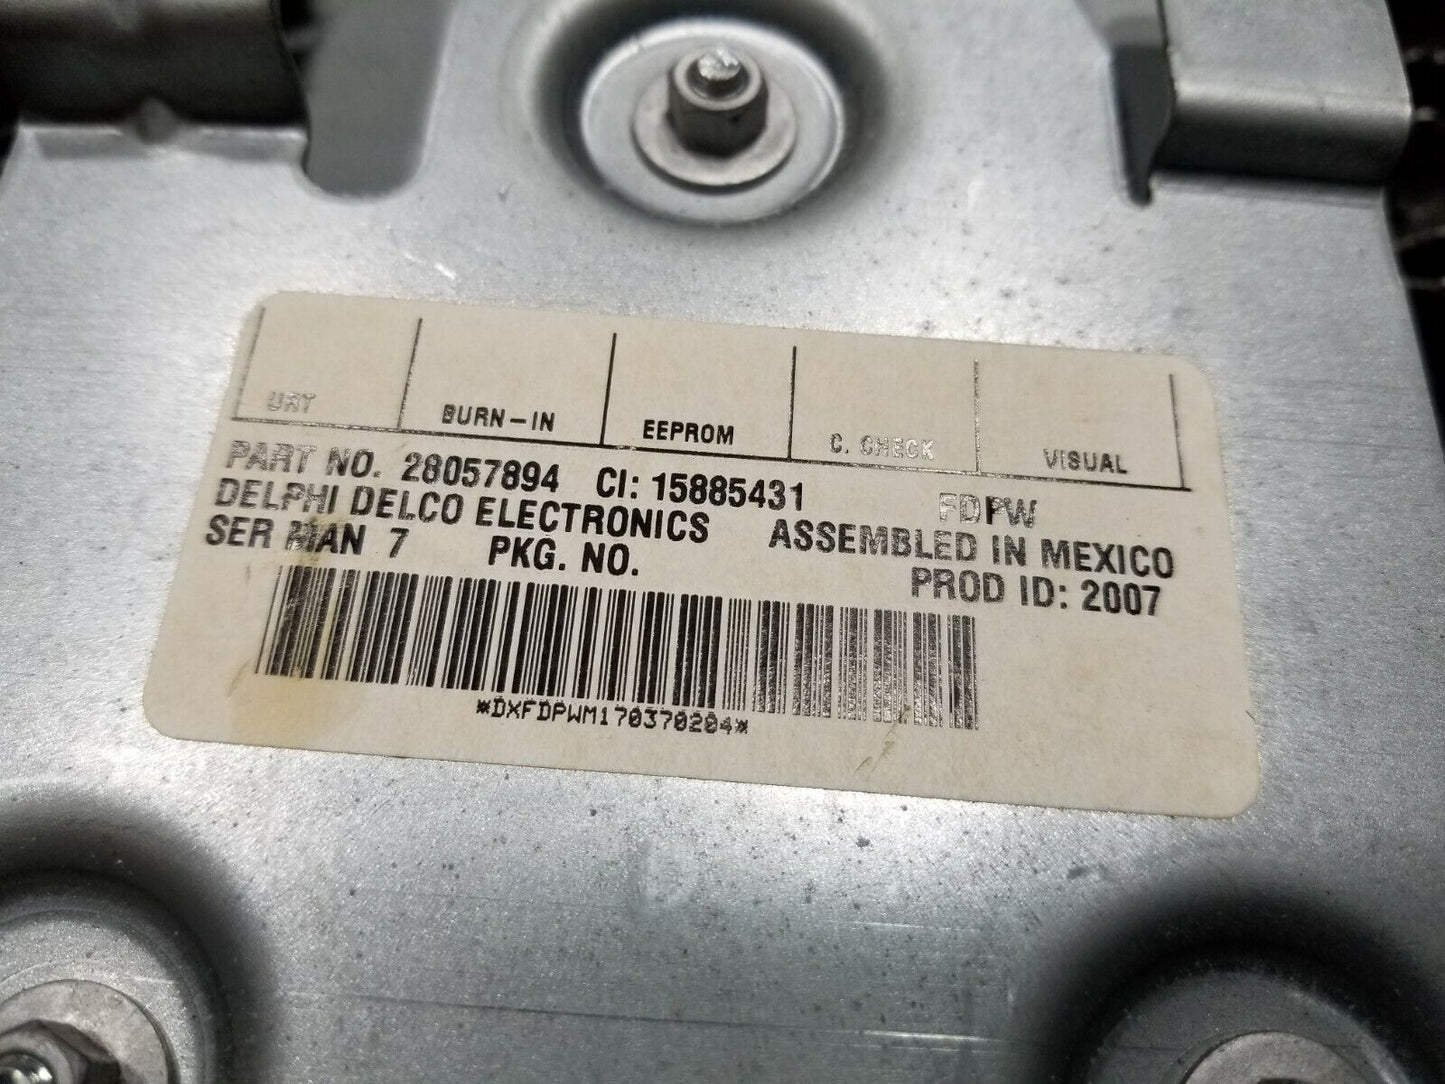 URT BURN-IN EEPROM C. CHECK VISUAL
PART NO. 28057894 CI: 15885431 FDPW
DELPHI DELCO ELECTRONICS ASSEMBLED IN MEXICO
SER MAN 7 PKG. NO. PROD ID: 2007
*DXFDPWM170370204*